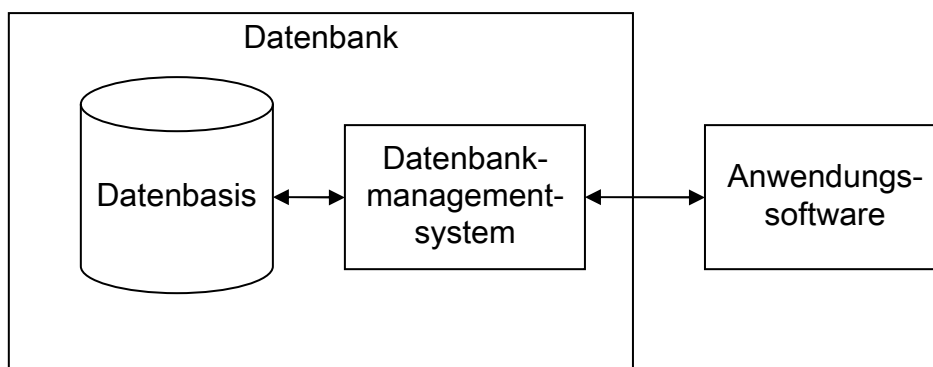 Datenbank
Datenbasis
Datenbank-
management-
system
Anwendungs-
software